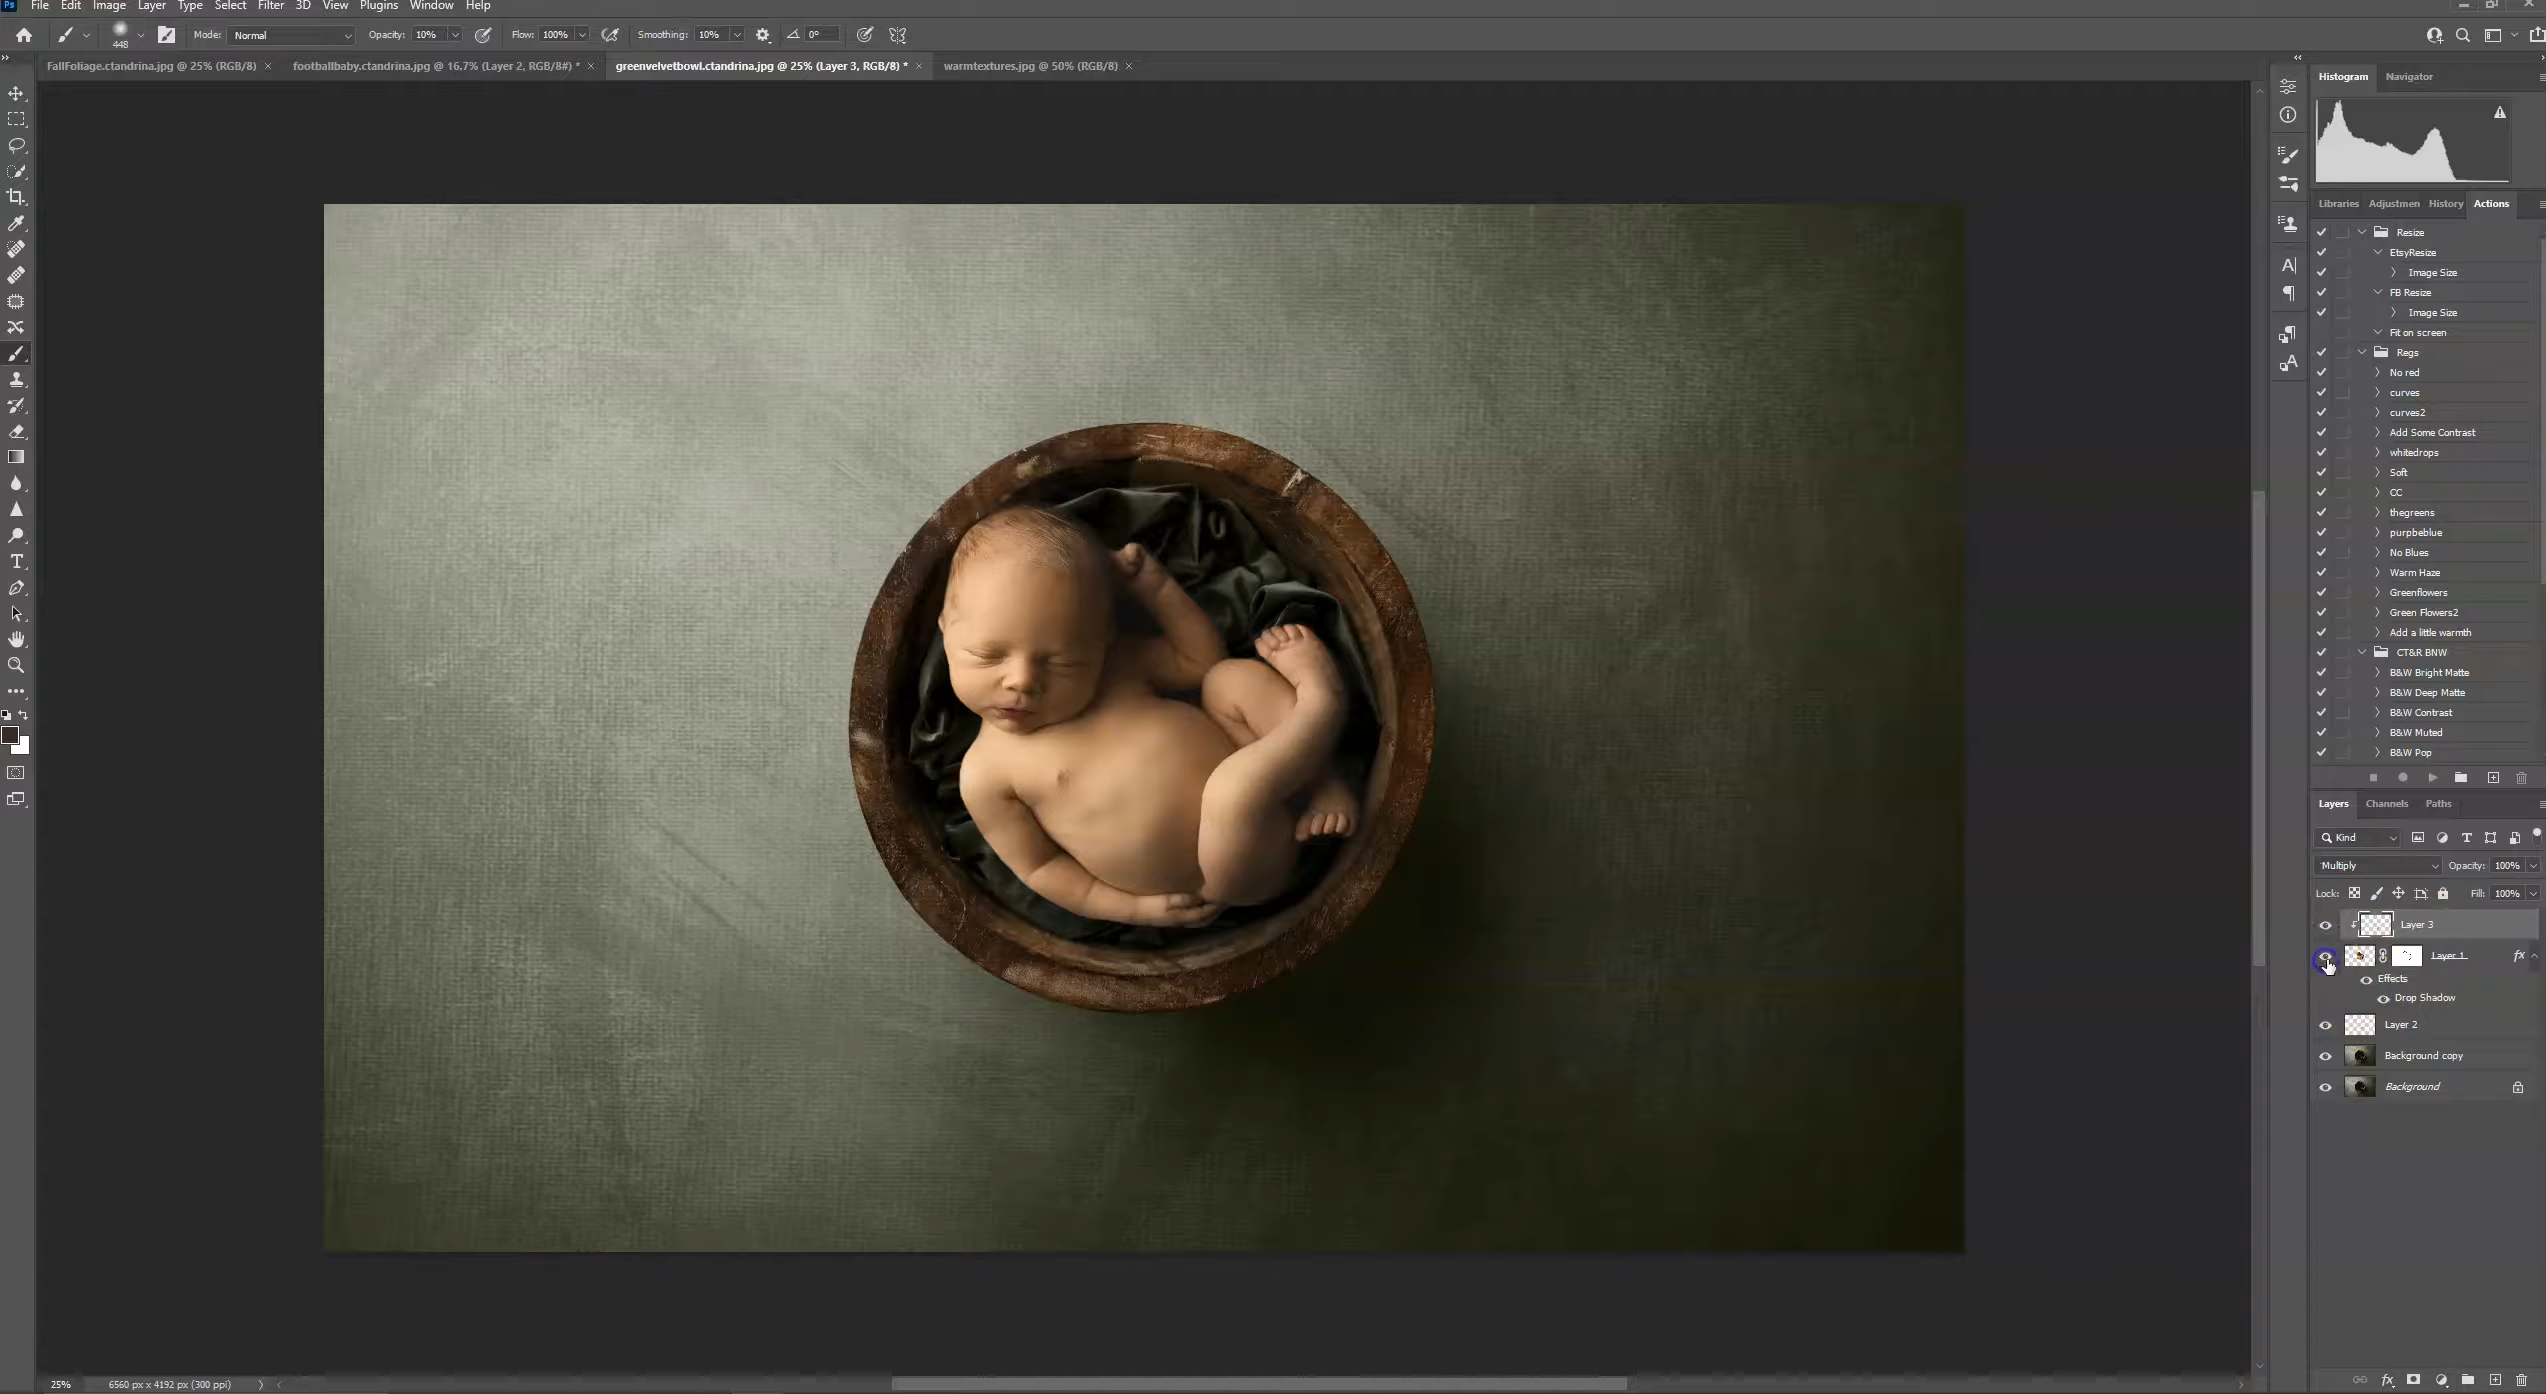 Ps File Edit Image Layer Type Select Filter 3D View Plugins Window Help
448 Mode: Normal Opacity: 10% Flow: 100% Smoothing: 10% 0°
FallFoliage.ctandrina.jpg @ 25% (RGB/8) × footballbaby.ctandrina.jpg @ 16.7% (Layer 2, RGB/8#) * × greenvelvetbowl.ctandrina.jpg @ 25% (Layer 3, RGB/8) * × warmtextures.jpg @ 50% (RGB/8) ×
Histogram Navigator
Libraries Adjustmen History Actions
Resize
EtsyResize
Image Size
FB Resize
Image Size
Fit on screen
Regs
No red
curves
curves2
Add Some Contrast
whitedrops
Soft
CC
thegreens
purpbeblue
No Blues
Warm Haze
Greenflowers
Green Flowers2
Add a little warmth
CT&R BNW
B&W Bright Matte
B&W Deep Matte
B&W Contrast
B&W Muted
B&W Pop
Layers Channels Paths
Kind
Multiply Opacity: 100%
Lock: Fill: 100%
Layer 3
Layer 1 fx
Effects
Drop Shadow
Layer 2
Background copy
Background
25% 6560 px x 4192 px (300 ppi)
fx